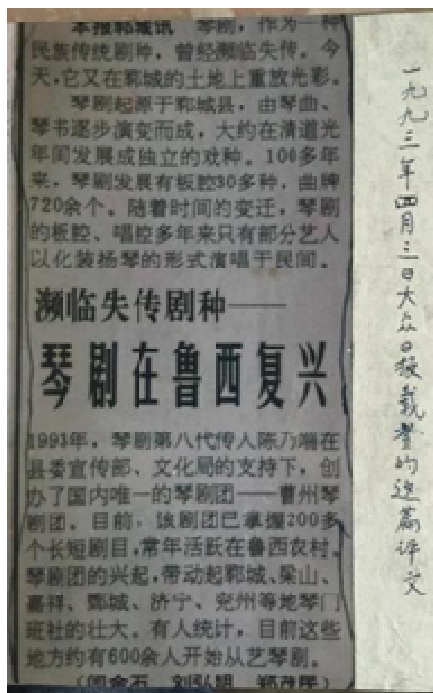 本报郓城讯 琴剧，作为一种
民族传统剧种，曾经濒临失传。今
天，它又在郓城的土地上重放光彩。
琴剧起原于郓城县，由琴曲、
琴书逐步演变而成，大约在清道光
年间发展成独立的戏种。100多年
来，琴剧发展有板腔30多种，曲牌
720余个。随着时间的变迁，琴剧
的板腔、唱腔多年来只有部分艺人
以化装扬琴的形式演唱于民间。
濒临失传剧种——
琴剧在鲁西复兴
1991年，琴剧第八代传人陈乃端在
县委宣传部、文化局的支持下，创
办了国内唯一的琴剧团——曹州琴
剧团。目前，该剧团已掌握200多
个长短剧目，常年活跃在鲁西农村。
琴剧团的兴起，带动起郓城、梁山、
嘉祥、鄄城、济宁、兖州等地琴门
班社的壮大。有人统计，目前这些
地方约有600余人开始从艺琴剧。
一九九三年四月三日大众日报载誉的这篇评文